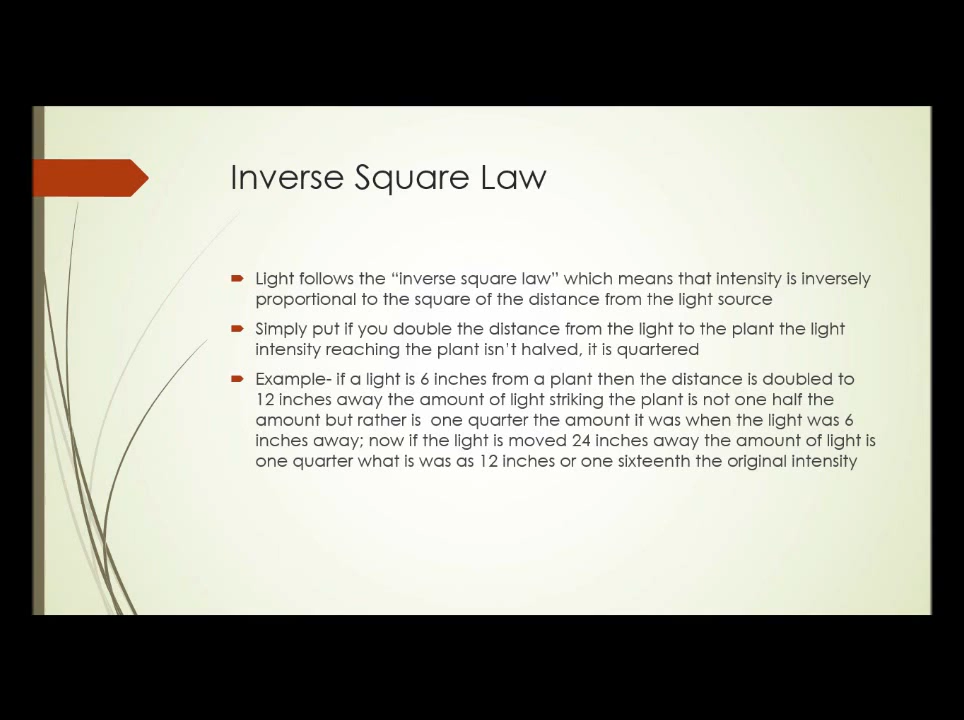 Inverse Square Law
Light follows the “inverse square law” which means that intensity is inversely
proportional to the square of the distance from the light source
Simply put if you double the distance from the light to the plant the light
intensity reaching the plant isn’t halved, it is quartered
Example- if a light is 6 inches from a plant then the distance is doubled to
12 inches away the amount of light striking the plant is not one half the
amount but rather is  one quarter the amount it was when the light was 6
inches away; now if the light is moved 24 inches away the amount of light is
one quarter what is was as 12 inches or one sixteenth the original intensity